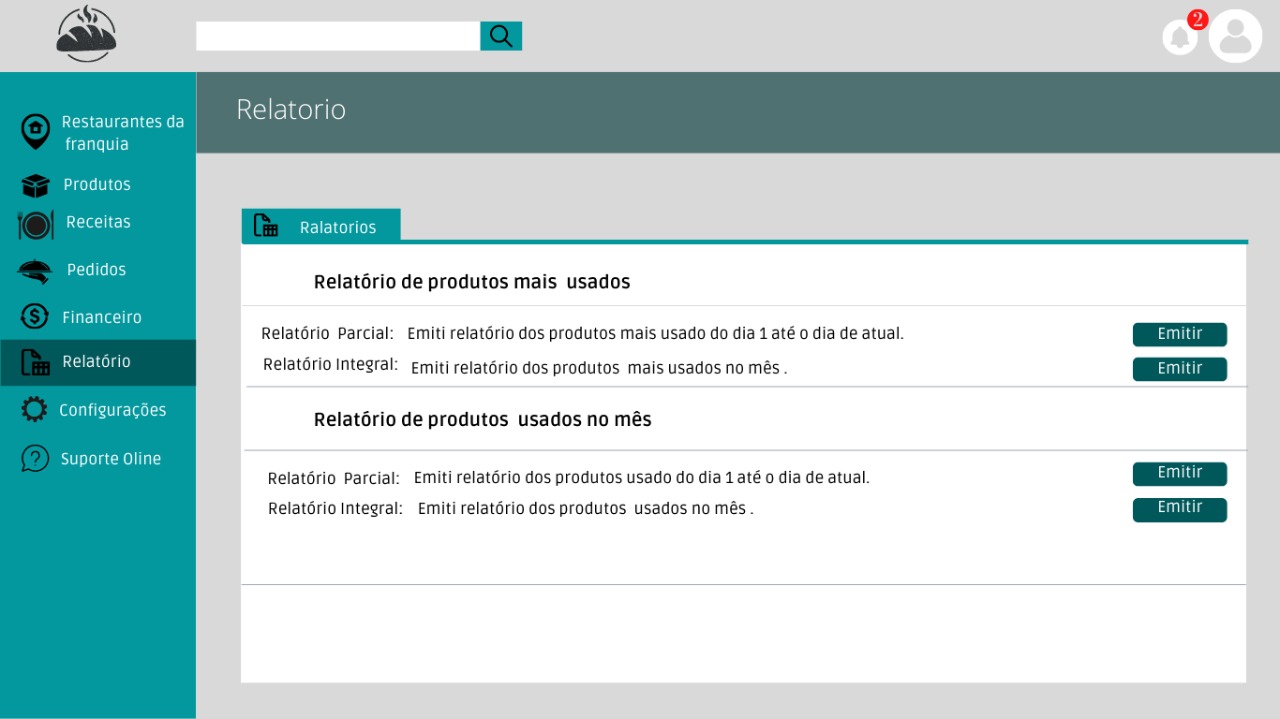 2
Relatorio
Restaurantes da
franquia
Produtos
Receitas
Pedidos
Financeiro
Relatório
Configurações
Suporte Oline
Ralatorios
Relatório de produtos mais usados
Relatório Parcial: Emiti relatório dos produtos mais usado do dia 1 até o dia de atual. Emitir
Relatório Integral: Emiti relatório dos produtos mais usados no mês . Emitir
Relatório de produtos usados no mês
Relatório Parcial: Emiti relatório dos produtos usado do dia 1 até o dia de atual. Emitir
Relatório Integral: Emiti relatório dos produtos usados no mês . Emitir